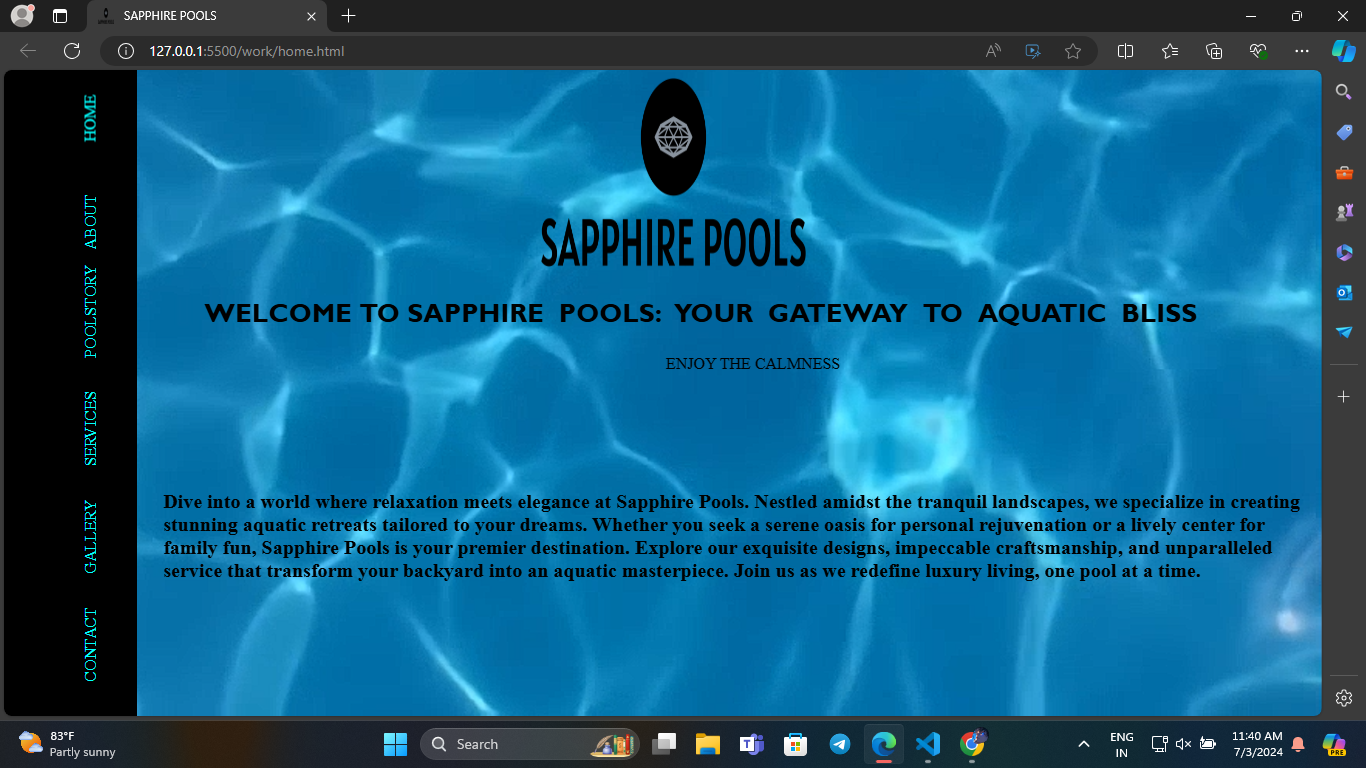 SAPPHIRE POOLS
127.0.0.1:5500/work/home.html
HOME
ABOUT
POOLSTORY
SERVICES
GALLERY
CONTACT
SAPPHIRE POOLS
WELCOME TO SAPPHIRE POOLS: YOUR GATEWAY TO AQUATIC BLISS
ENJOY THE CALMNESS
Dive into a world where relaxation meets elegance at Sapphire Pools. Nestled amidst the tranquil landscapes, we specialize in creating
stunning aquatic retreats tailored to your dreams. Whether you seek a serene oasis for personal rejuvenation or a lively center for
family fun, Sapphire Pools is your premier destination. Explore our exquisite designs, impeccable craftsmanship, and unparalleled
service that transform your backyard into an aquatic masterpiece. Join us as we redefine luxury living, one pool at a time.
83°F
Partly sunny
Search
ENG
IN
11:40 AM
7/3/2024
PRE